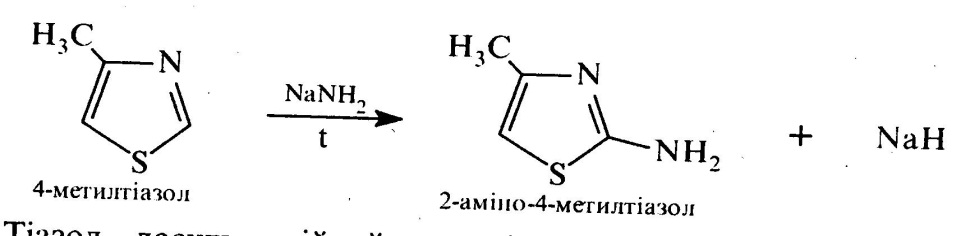 H₃C N S
4-метилтіазол
NaNH₂
t
H₃C N S NH₂
2-аміно-4-метилтіазол
+ NaH
Тіазол